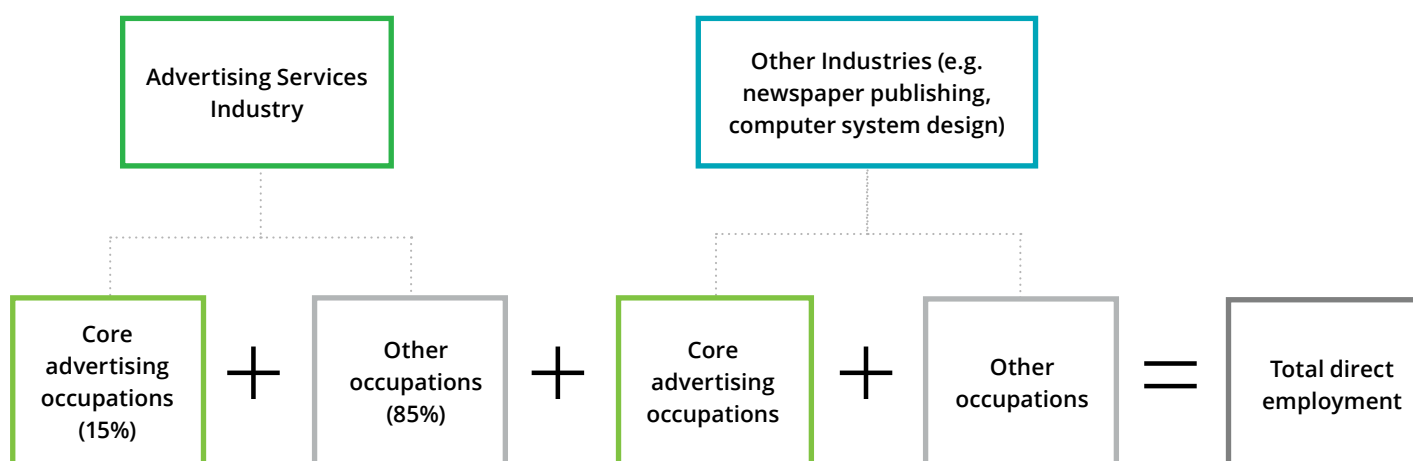 Advertising Services
Industry
Other Industries (e.g.
newspaper publishing,
computer system design)
Core
advertising
occupations
(15%)
+
Other
occupations
(85%)
+
Core
advertising
occupations
+
Other
occupations
=
Total direct
employment